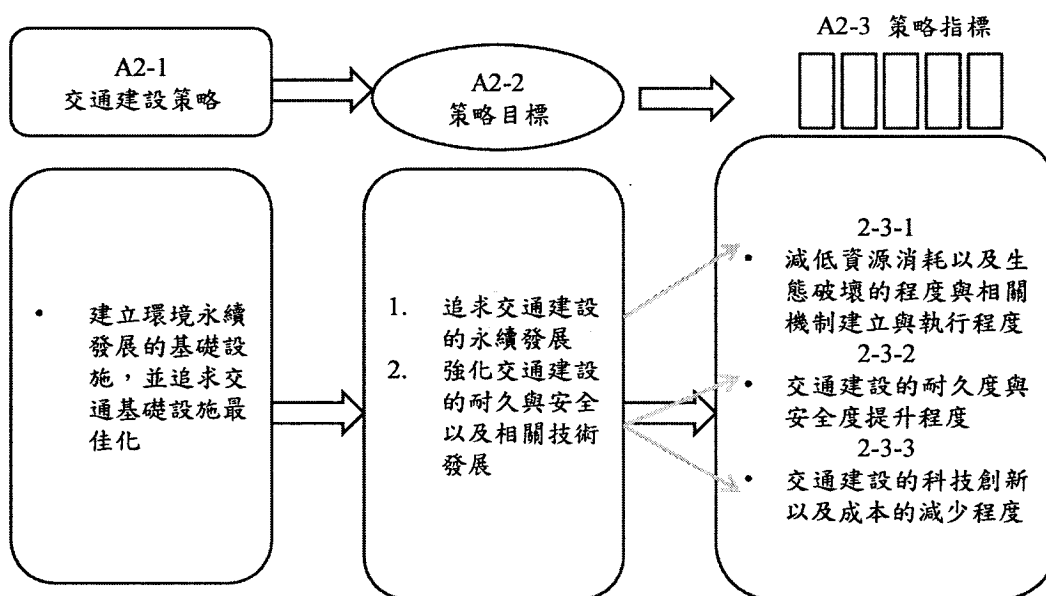 A2-1
交通建設策略
A2-2
策略目標
A2-3 策略指標
• 建立環境永續
發展的基礎設
施，並追求交
通基礎設施最
佳化
1. 追求交通建設
的永續發展
2. 強化交通建設
的耐久與安全
以及相關技術
發展
2-3-1
• 減低資源消耗以及生
態破壞的程度與相關
機制建立與執行程度
2-3-2
• 交通建設的耐久度與
安全度提升程度
2-3-3
• 交通建設的科技創新
以及成本的減少程度